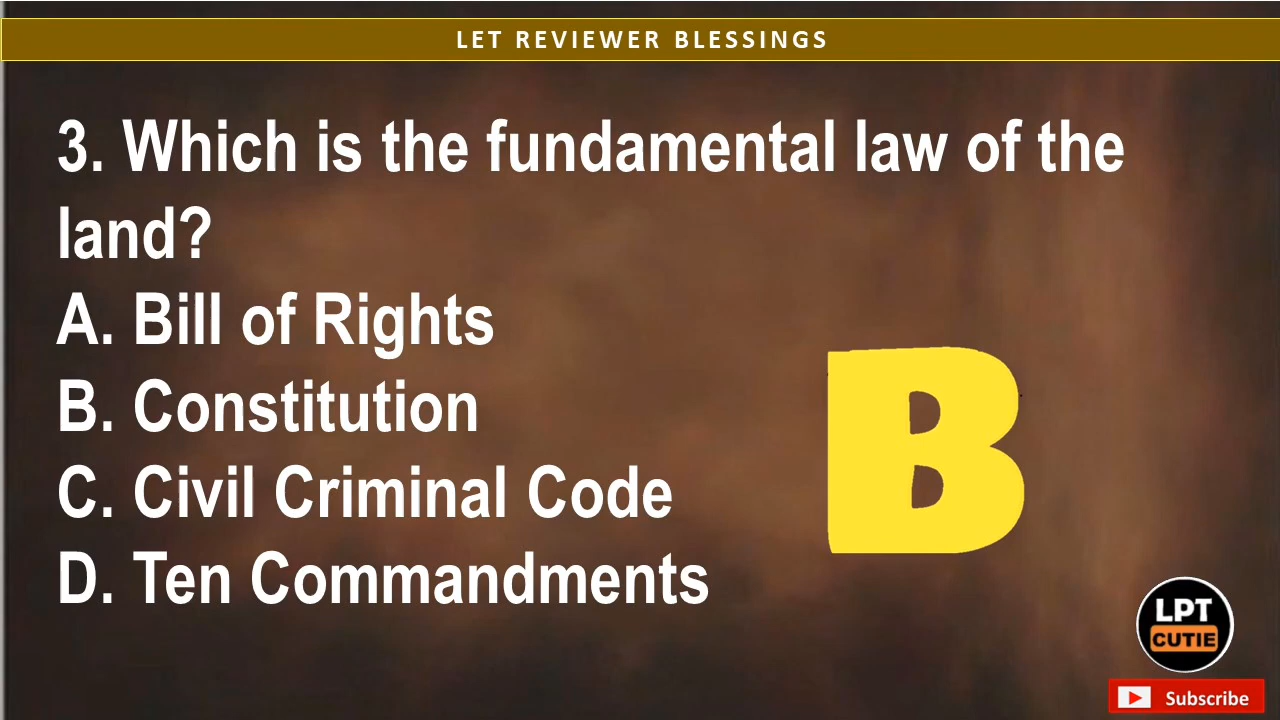 LET REVIEWER BLESSINGS
3. Which is the fundamental law of the
land?
A. Bill of Rights
B. Constitution
C. Civil Criminal Code
D. Ten Commandments
B
LPT
CUTIE
Subscribe